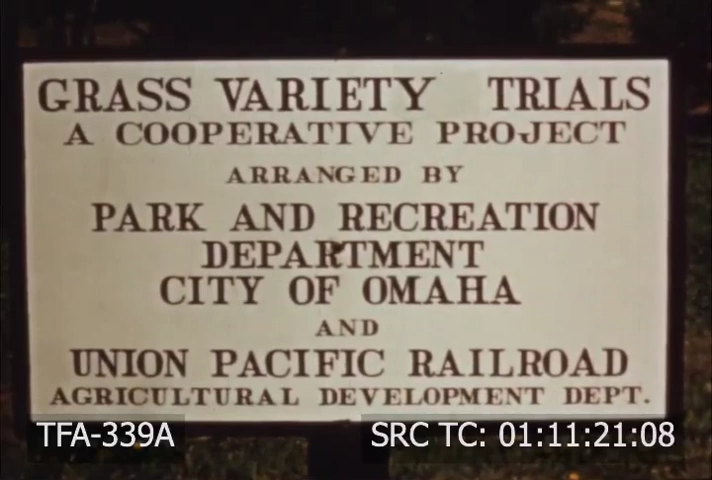 GRASS VARIETY TRIALS
A COOPERATIVE PROJECT
ARRANGED BY
PARK AND RECREATION
DEPARTMENT
CITY OF OMAHA
AND
UNION PACIFIC RAILROAD
AGRICULTURAL DEVELOPMENT DEPT.
TFA-339A
SRC TC: 01:11:21:08